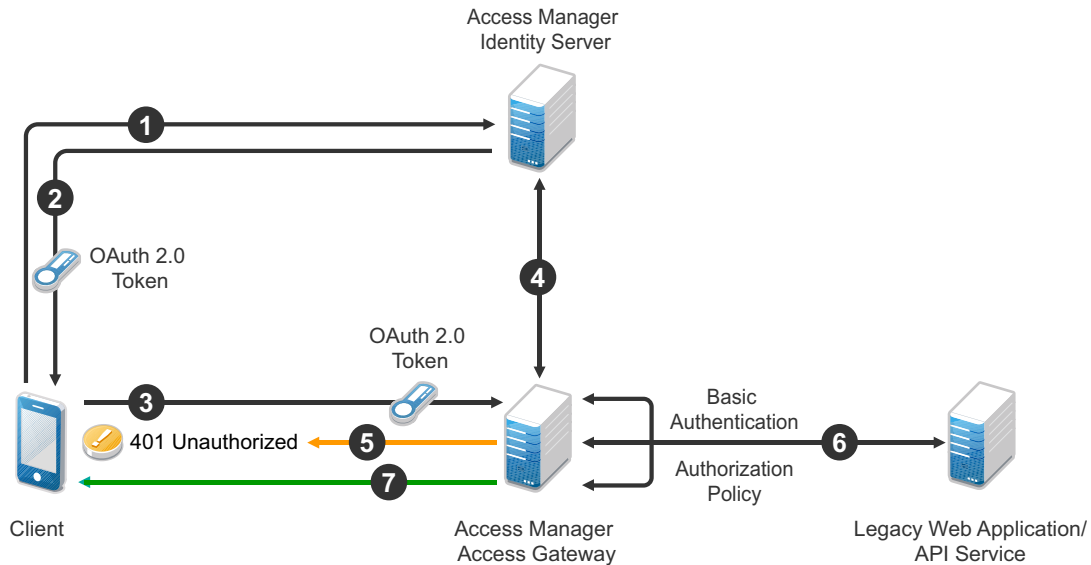 Access Manager
Identity Server
1
2
OAuth 2.0
Token
4
OAuth 2.0
Token
3
Basic
Authentication
401 Unauthorized
5
6
7
Authorization
Policy
Client
Access Manager
Access Gateway
Legacy Web Application/
API Service